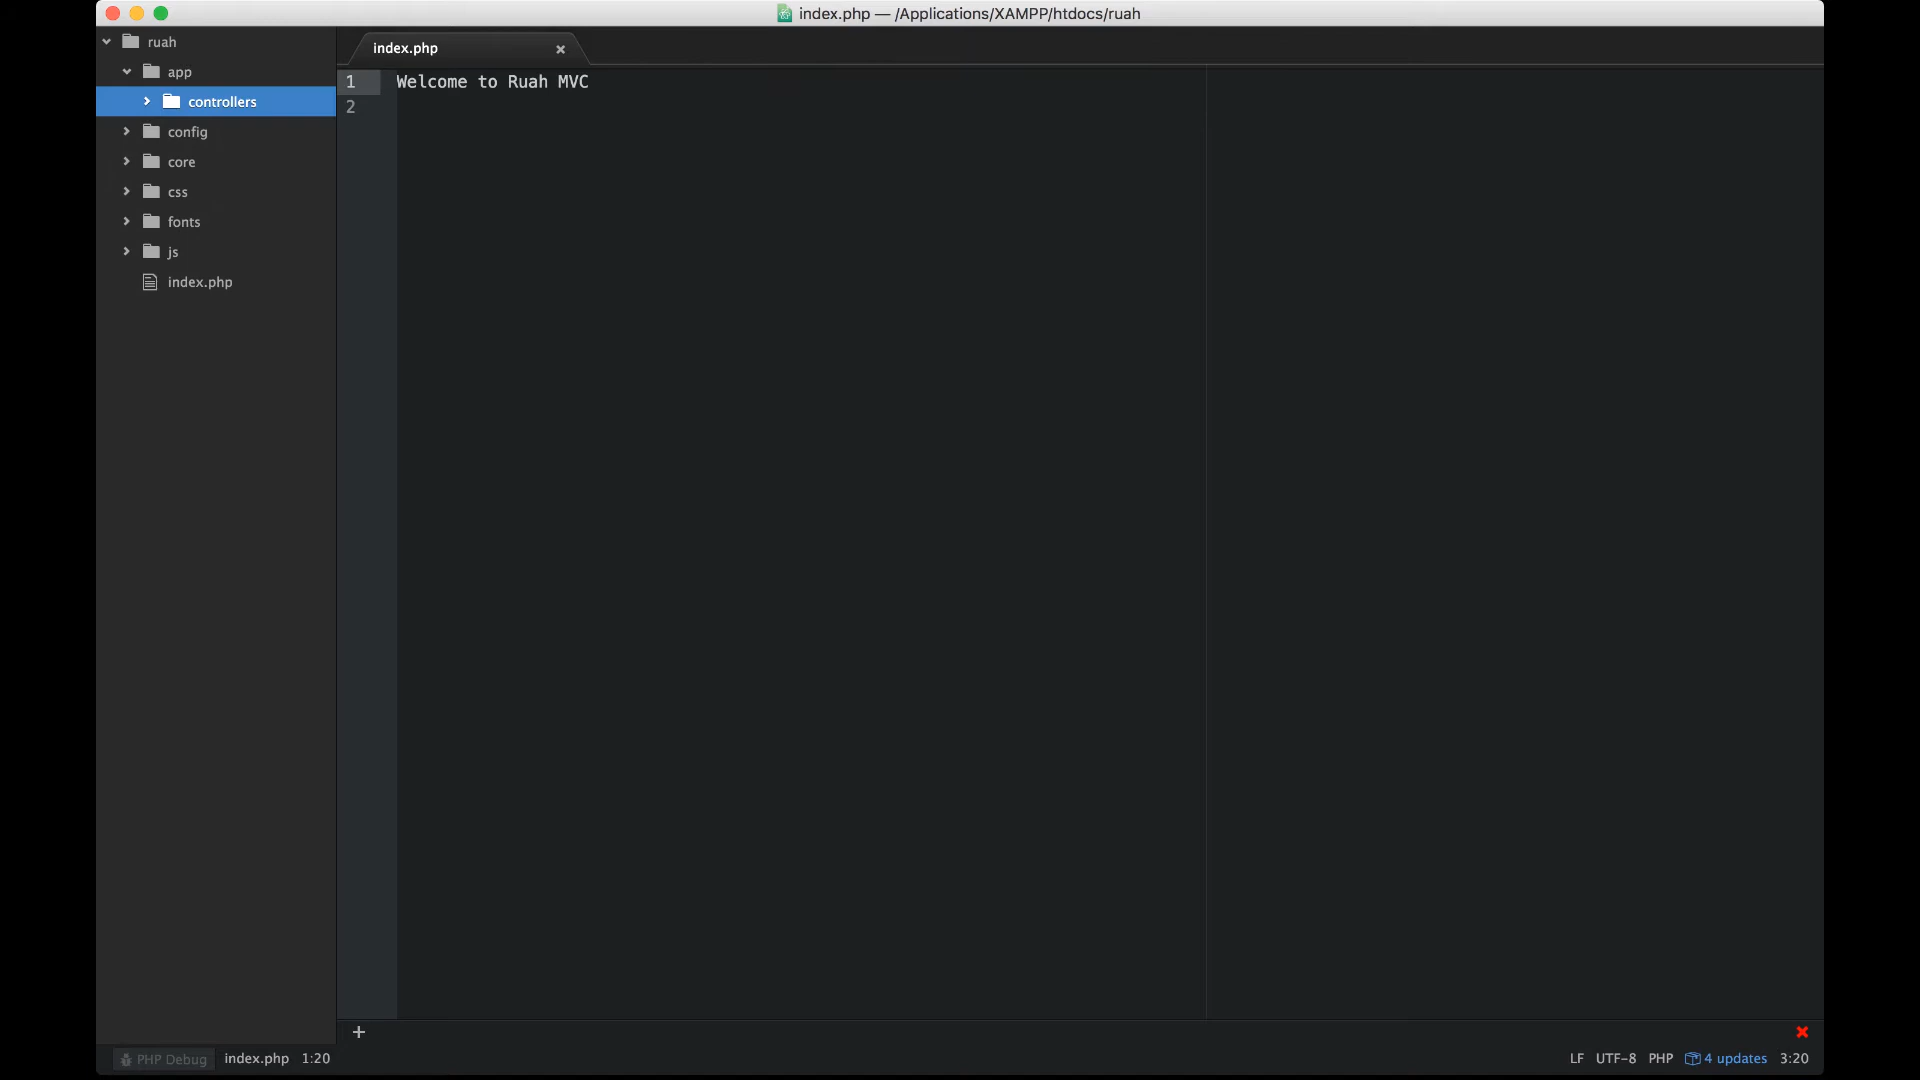 index.php — /Applications/XAMPP/htdocs/ruah
ruah
app
controllers
config
core
css
fonts
js
index.php
index.php
1 Welcome to Ruah MVC
2
PHP Debug index.php 1:20 LF UTF-8 PHP 4 updates 3:20